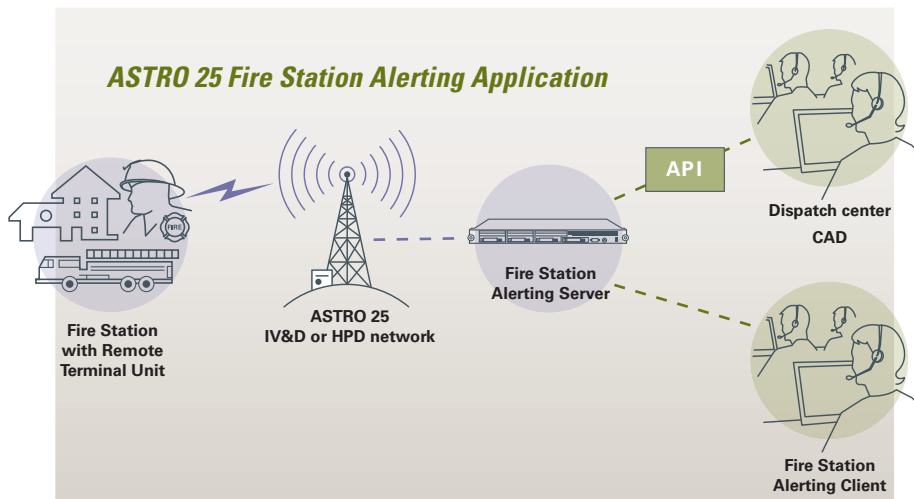 ASTRO 25 Fire Station Alerting Application
API
Dispatch center
CAD
FIRE
Fire Station
Alerting Server
ASTRO 25
IV&D or HPD network
Fire Station
with Remote
Terminal Unit
Fire Station
Alerting Client